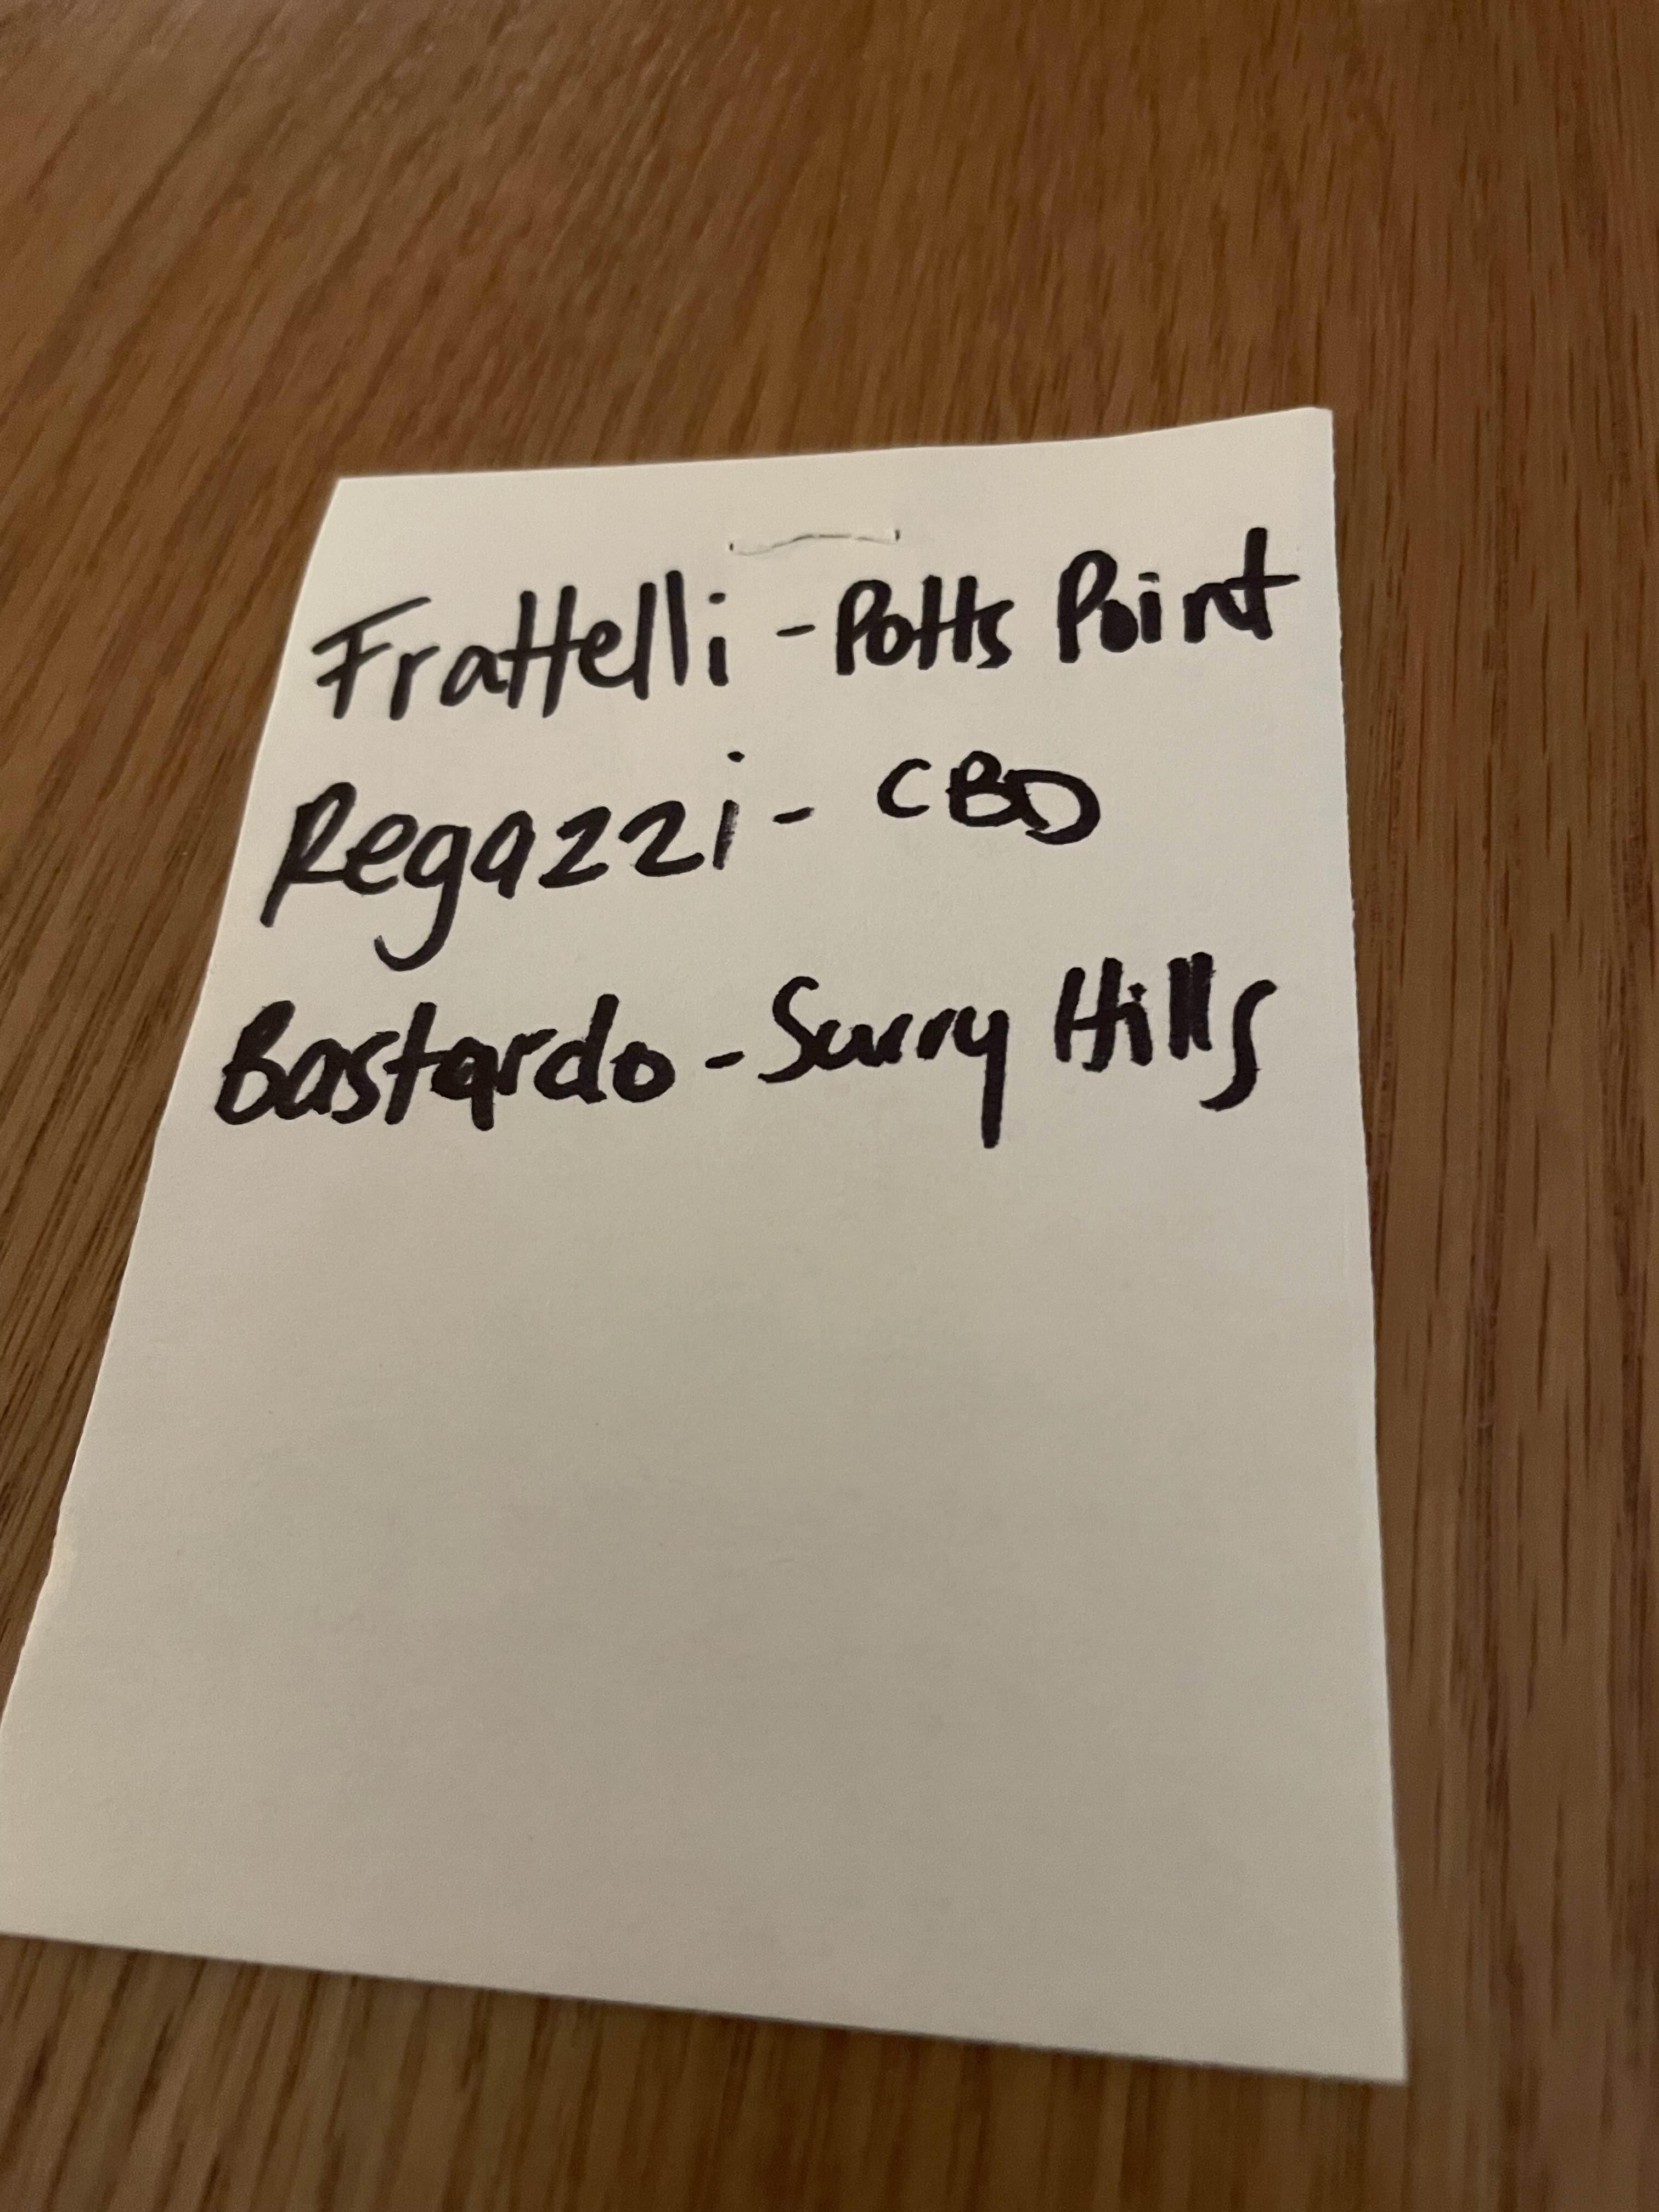 Frattelli - Potts Point
Regazzi - CBD
Bastardo - Surry Hills